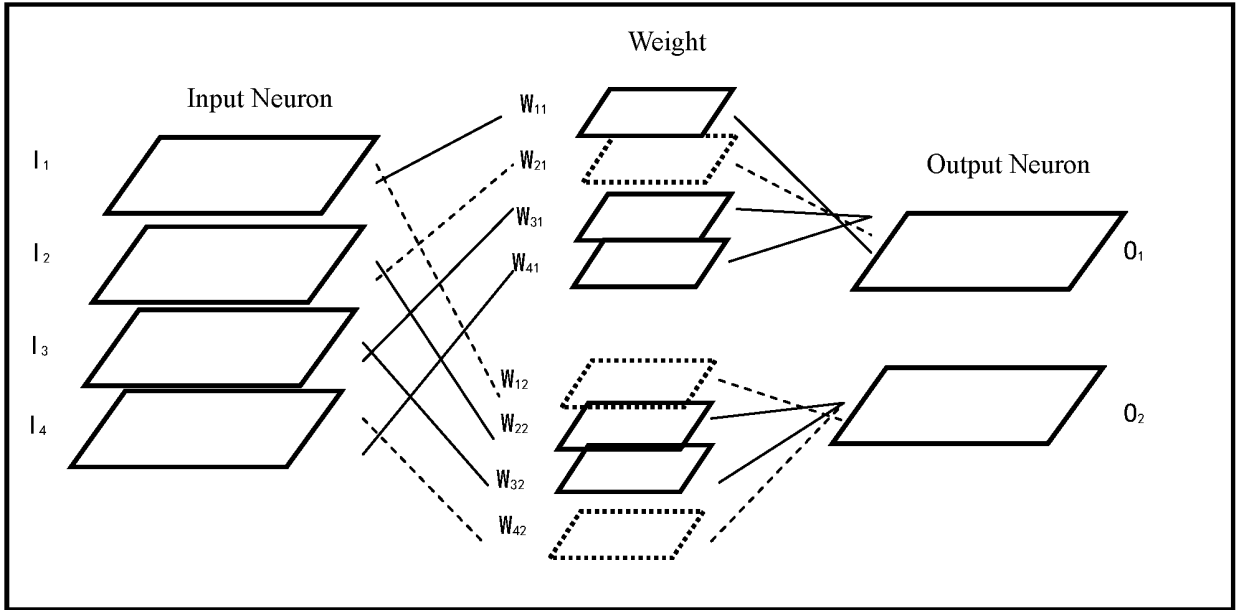 Weight
Input Neuron
Output Neuron
I₁
I₂
I₃
I₄
W₁₁
W₂₁
W₃₁
W₄₁
W₁₂
W₂₂
W₃₂
W₄₂
O₁
O₂